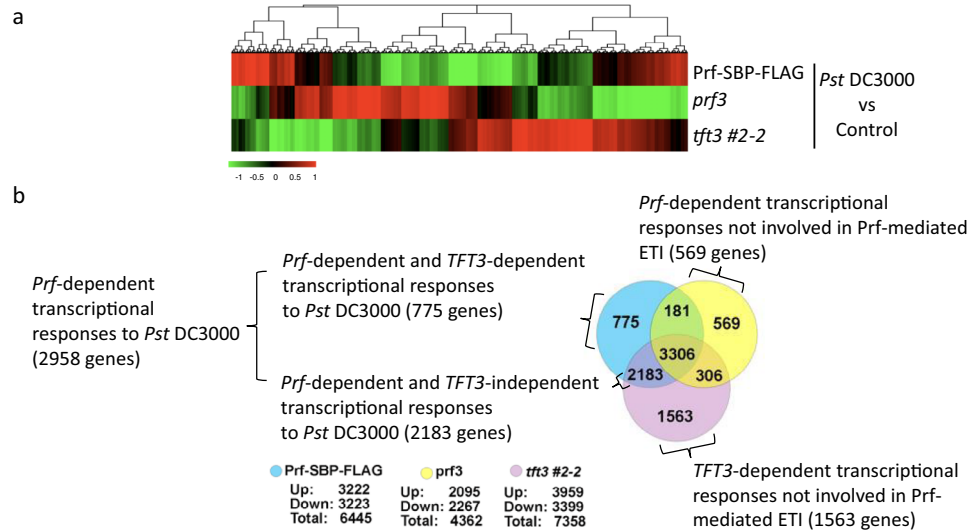 a
Prf-SBP-FLAG
prf3
tft3 #2-2
Pst DC3000
vs
Control
-1 -0.5 0 0.5 1
b
Prf-dependent transcriptional
responses not involved in Prf-mediated
ETI (569 genes)
Prf-dependent
transcriptional
responses to Pst DC3000
(2958 genes)
Prf-dependent and TFT3-dependent
transcriptional responses
to Pst DC3000 (775 genes)
Prf-dependent and TFT3-independent
transcriptional responses
to Pst DC3000 (2183 genes)
775
181
569
3306
2183
306
1563
TFT3-dependent transcriptional
responses not involved in Prf-
mediated ETI (1563 genes)
Prf-SBP-FLAG
Up: 3222
Down: 3223
Total: 6445
prf3
Up: 2095
Down: 2267
Total: 4362
tft3 #2-2
Up: 3959
Down: 3399
Total: 7358